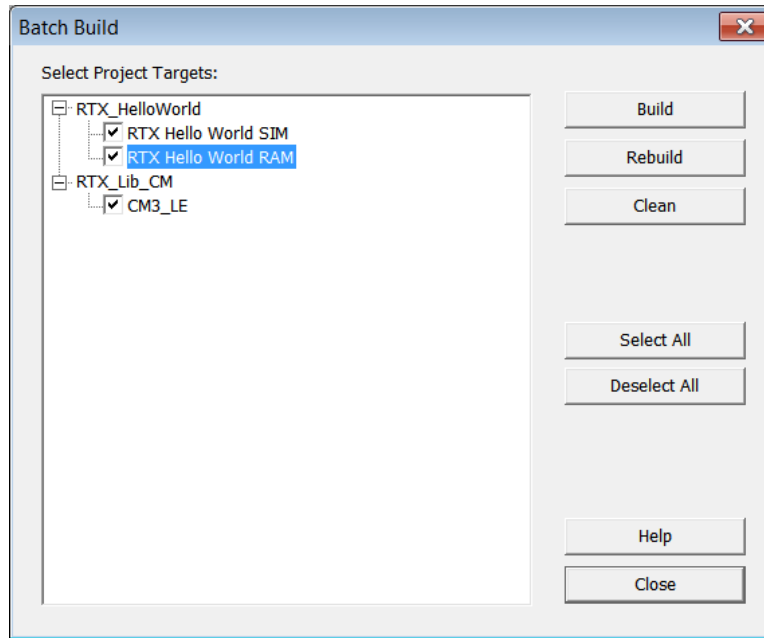 Batch Build
Select Project Targets:
RTX_HelloWorld
RTX Hello World SIM
RTX Hello World RAM
RTX_Lib_CM
CM3_LE
Build
Rebuild
Clean
Select All
Deselect All
Help
Close